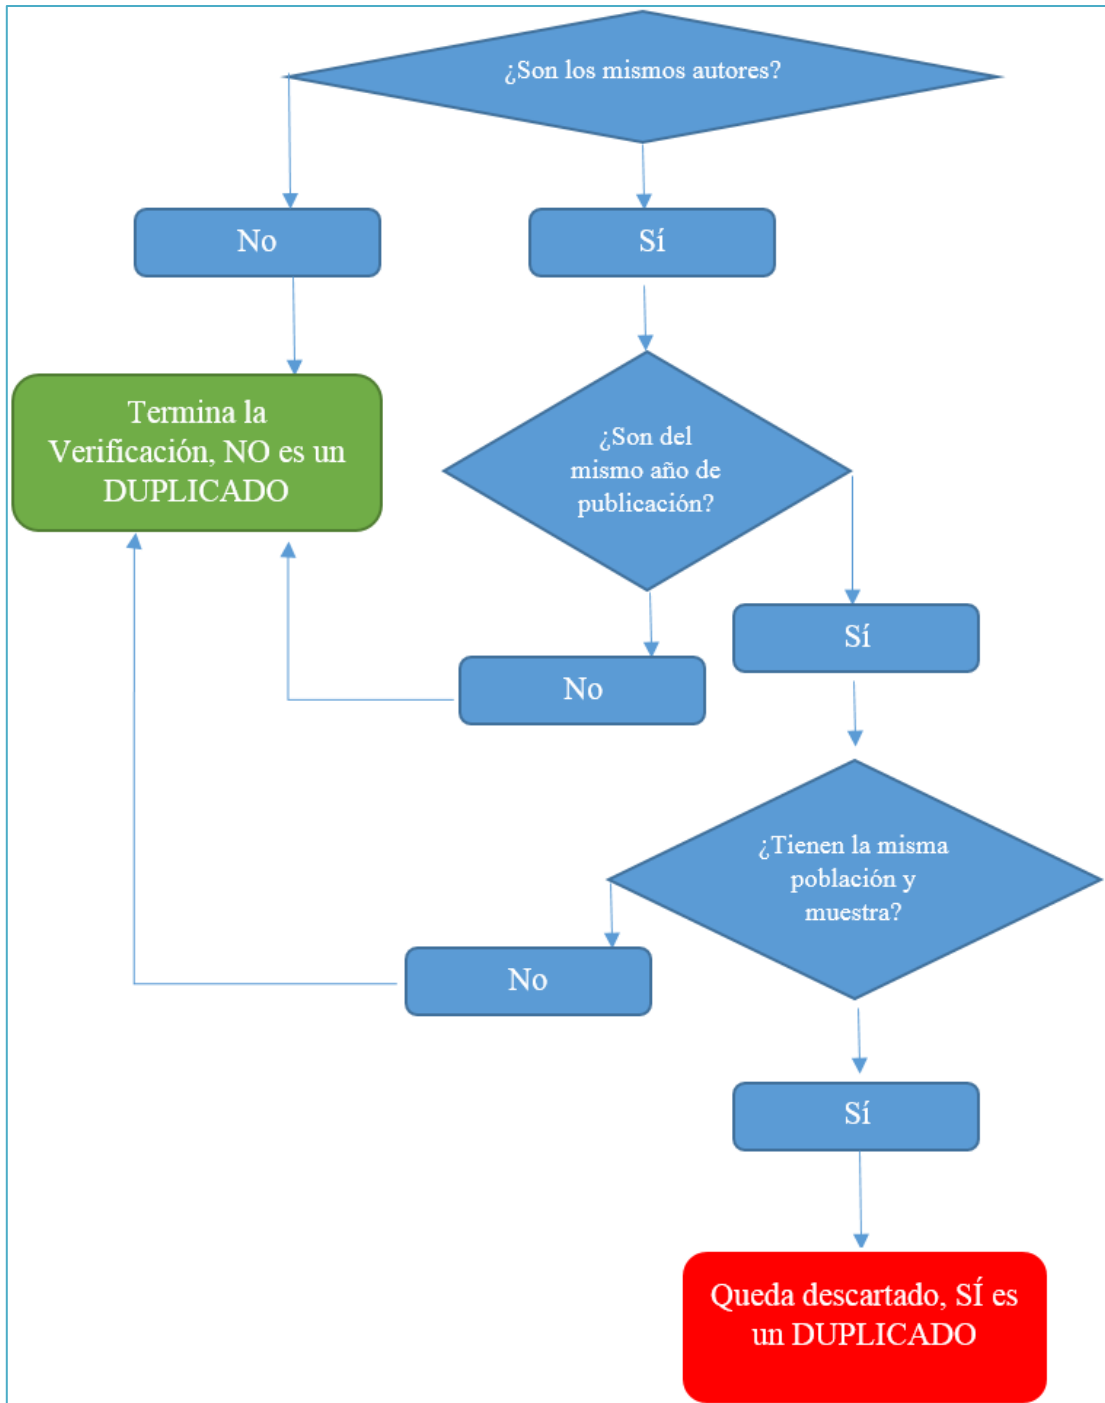 ¿Son los mismos autores?
No
Sí
Termina la
Verificación, NO es un
DUPLICADO
¿Son del
mismo año de
publicación?
Sí
No
¿Tienen la misma
población y
muestra?
No
Sí
Queda descartado, SÍ es
un DUPLICADO